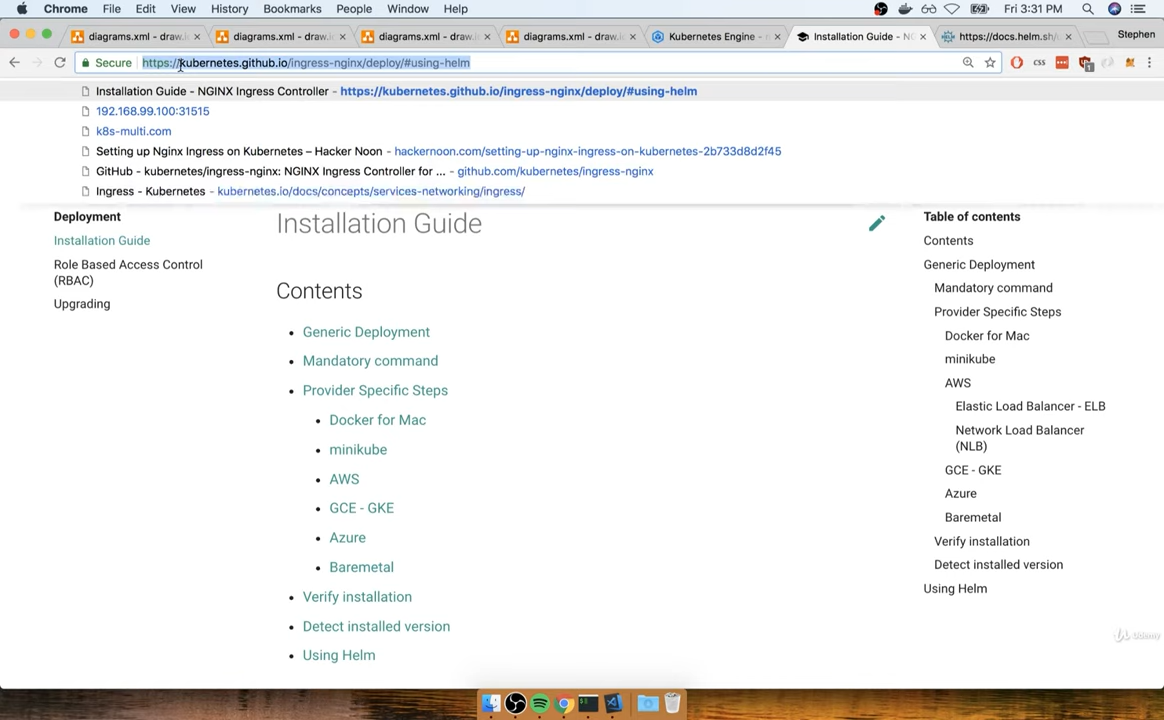 Chrome File Edit View History Bookmarks People Window Help Fri 3:31 PM
diagrams.xml - draw.i
diagrams.xml - draw.
diagrams.xml - draw.i
diagrams.xml - draw.
Kubernetes Engine - n
Installation Guide - NG
https://docs.helm.sh/u
Stephen
Secure https://kubernetes.github.io/ingress-nginx/deploy/#using-helm
css
1
Installation Guide - NGINX Ingress Controller - https://kubernetes.github.io/ingress-nginx/deploy/#using-helm
192.168.99.100:31515
k8s-multi.com
Setting up Nginx Ingress on Kubernetes – Hacker Noon - hackernoon.com/setting-up-nginx-ingress-on-kubernetes-2b733d8d2f45
GitHub - kubernetes/ingress-nginx: NGINX Ingress Controller for ... - github.com/kubernetes/ingress-nginx
Ingress - Kubernetes - kubernetes.io/docs/concepts/services-networking/ingress/
Deployment
Installation Guide
Role Based Access Control
(RBAC)
Upgrading
Installation Guide
Contents
Generic Deployment
Mandatory command
Provider Specific Steps
Docker for Mac
minikube
AWS
GCE - GKE
Azure
Baremetal
Verify installation
Detect installed version
Using Helm
Table of contents
Contents
Generic Deployment
Mandatory command
Provider Specific Steps
Docker for Mac
minikube
AWS
Elastic Load Balancer - ELB
Network Load Balancer
(NLB)
GCE - GKE
Azure
Baremetal
Verify installation
Detect installed version
Using Helm
Udemy